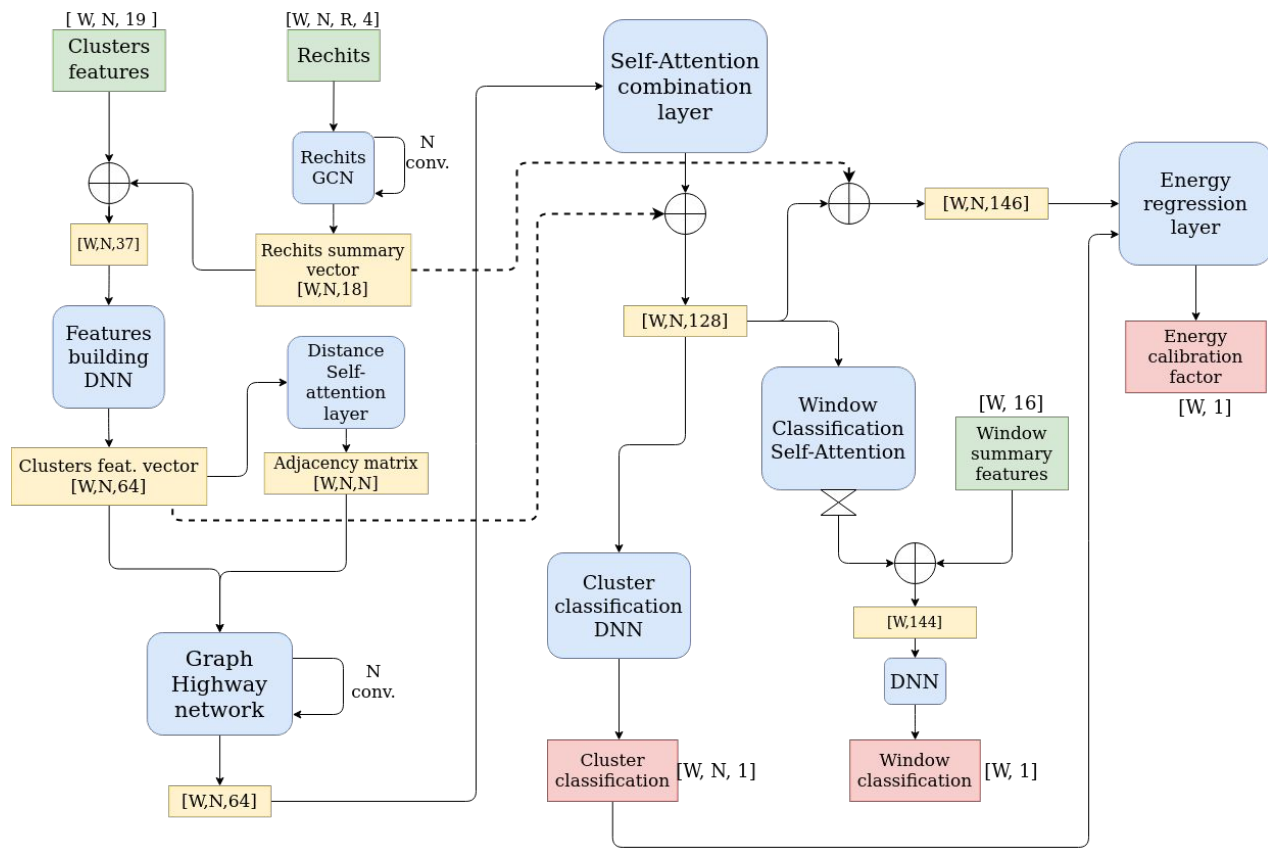 [ W, N, 19 ]
Clusters
features
[W, N, R, 4]
Rechits
Rechits
GCN
N
conv.
[W,N,37]
Rechits summary
vector
[W,N,18]
Features
building
DNN
Distance
Self-
attention
layer
Clusters feat. vector
[W,N,64]
Adjacency matrix
[W,N,N]
Graph
Highway
network
N
conv.
[W,N,64]
Self-Attention
combination
layer
[W,N,128]
[W,N,146]
Energy
regression
layer
Energy
calibration
factor
[W, 1]
Window
Classification
Self-Attention
[W, 16]
Window
summary
features
Cluster
classification
DNN
[W,144]
DNN
Cluster
classification
[W, N, 1]
Window
classification
[W, 1]